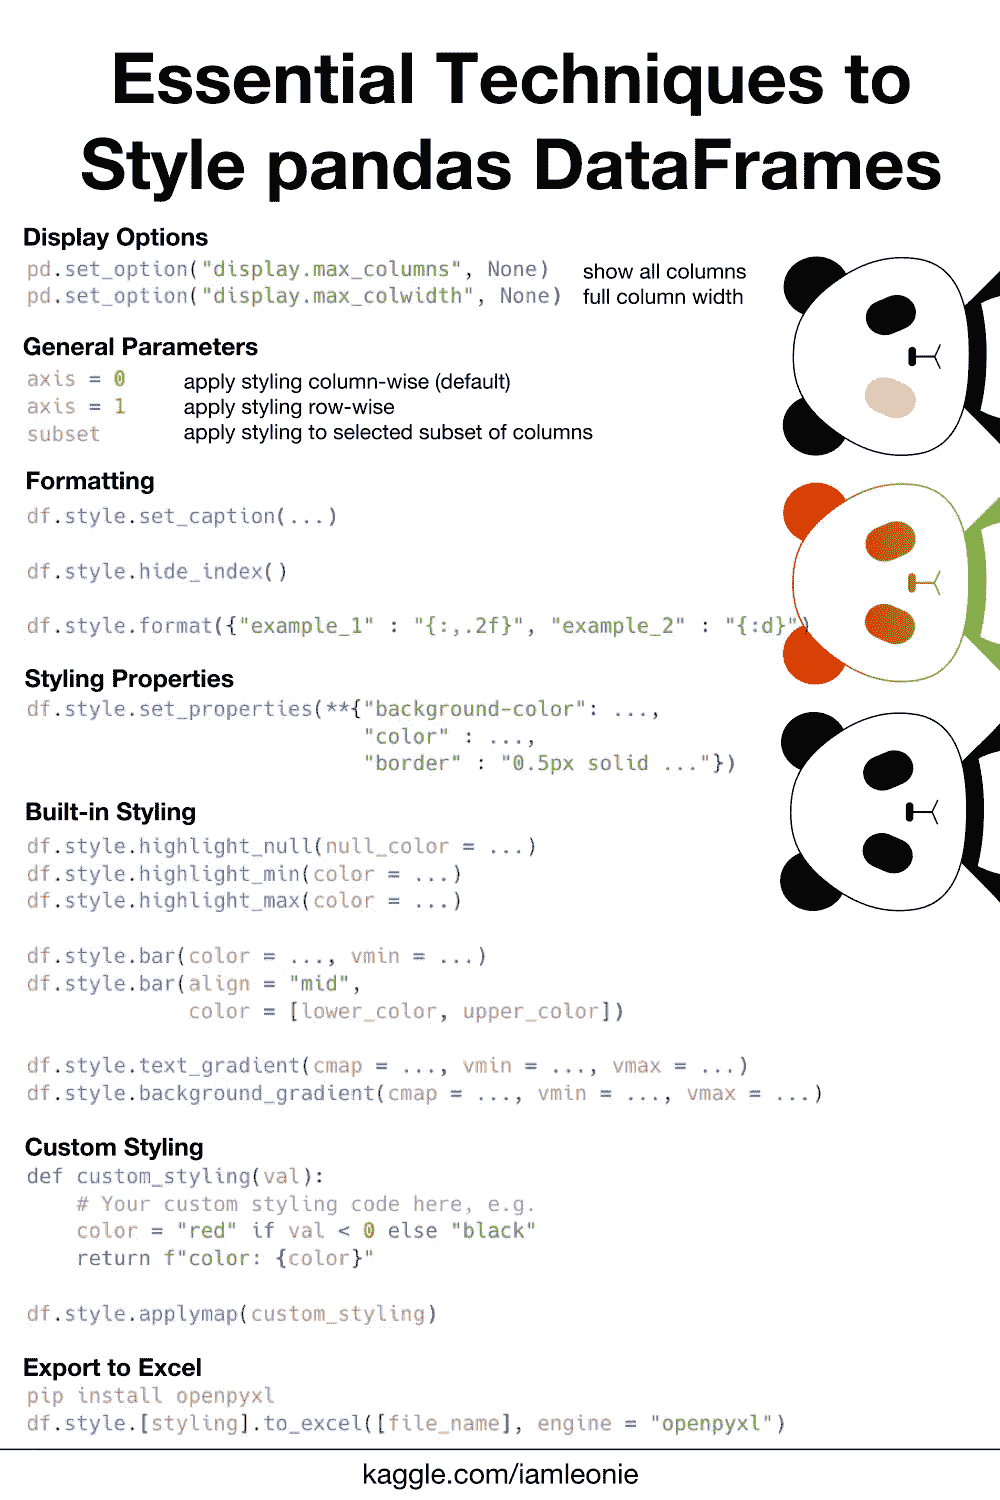 Essential Techniques to
Style pandas DataFrames
Display Options
pd.set_option("display.max_columns", None) show all columns
pd.set_option("display.max_colwidth", None) full column width
General Parameters
axis = 0 apply styling column-wise (default)
axis = 1 apply styling row-wise
subset apply styling to selected subset of columns
Formatting
df.style.set_caption(...)
df.style.hide_index()
df.style.format({"example_1" : "{:,.2f}", "example_2" : "{:d}")
Styling Properties
df.style.set_properties(**{"background-color": ...,
"color" : ...,
"border" : "0.5px solid ..."})
Built-in Styling
df.style.highlight_null(null_color = ...)
df.style.highlight_min(color = ...)
df.style.highlight_max(color = ...)
df.style.bar(color = ..., vmin = ...)
df.style.bar(align = "mid",
color = [lower_color, upper_color])
df.style.text_gradient(cmap = ..., vmin = ..., vmax = ...)
df.style.background_gradient(cmap = ..., vmin = ..., vmax = ...)
Custom Styling
def custom_styling(val):
# Your custom styling code here, e.g.
color = "red" if val < 0 else "black"
return f"color: {color}"
df.style.applymap(custom_styling)
Export to Excel
pip install openpyxl
df.style.[styling].to_excel([file_name], engine = "openpyxl")
kaggle.com/iamleonie